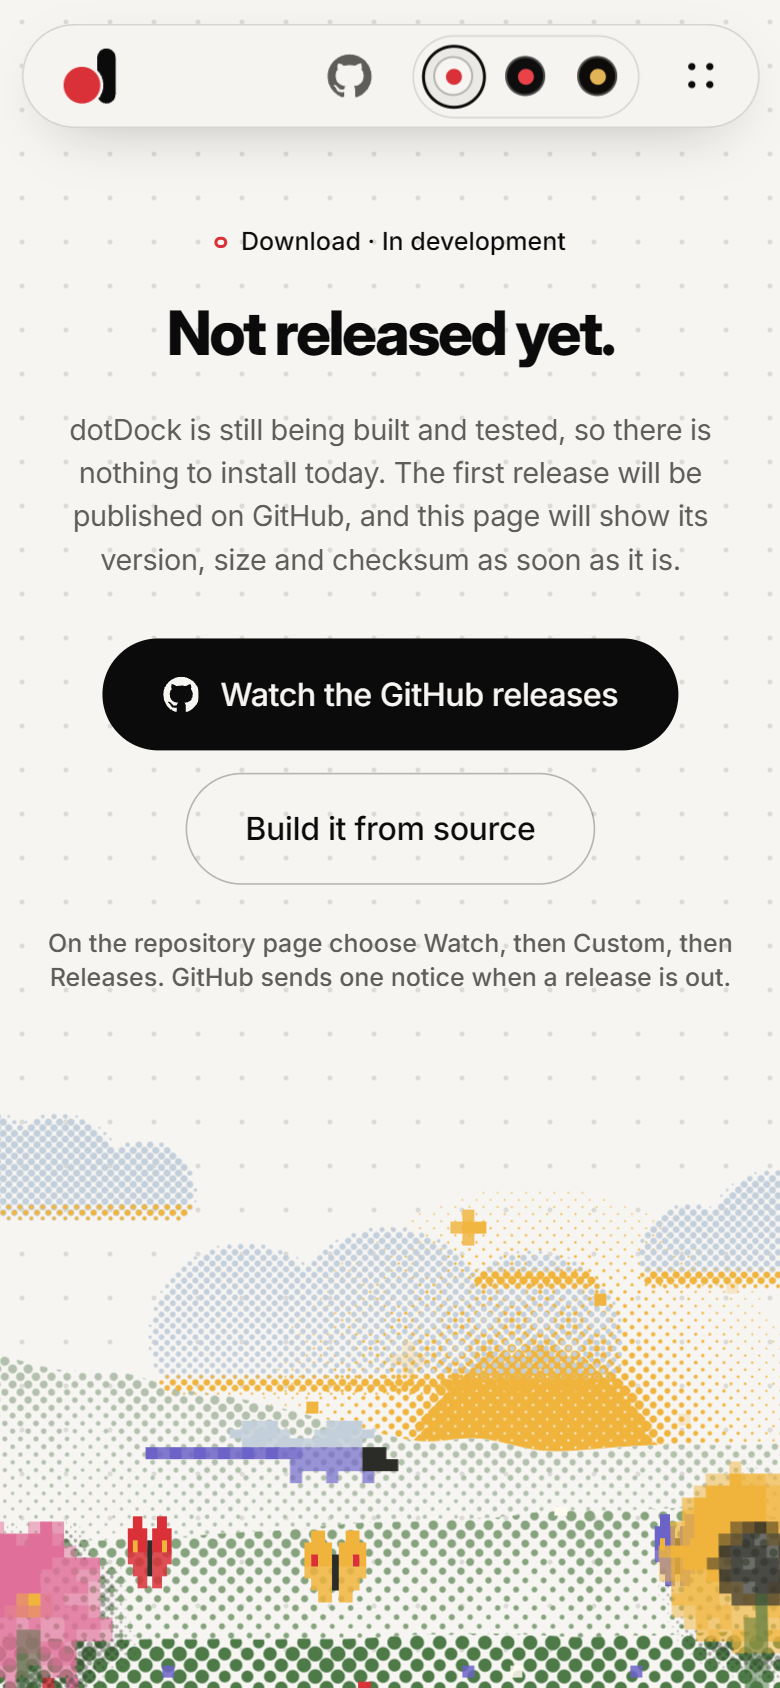 Download · In development
Not released yet.
dotDock is still being built and tested, so there is
nothing to install today. The first release will be
published on GitHub, and this page will show its
version, size and checksum as soon as it is.
Watch the GitHub releases
Build it from source
On the repository page choose Watch, then Custom, then
Releases. GitHub sends one notice when a release is out.